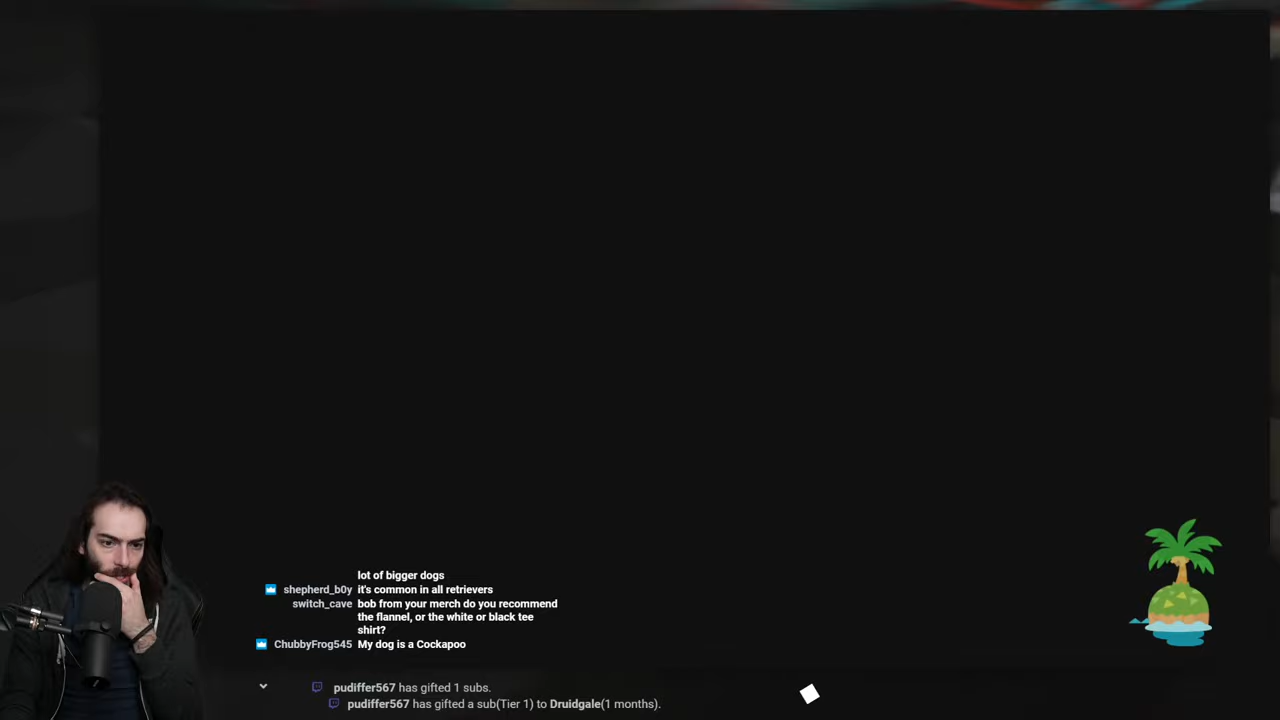 lot of bigger dogs
shepherd_b0y it's common in all retrievers
switch_cave bob from your merch do you recommend
the flannel, or the white or black tee
shirt?
ChubbyFrog545 My dog is a Cockapoo
pudiffer567 has gifted 1 subs.
pudiffer567 has gifted a sub(Tier 1) to Druidgale(1 months).